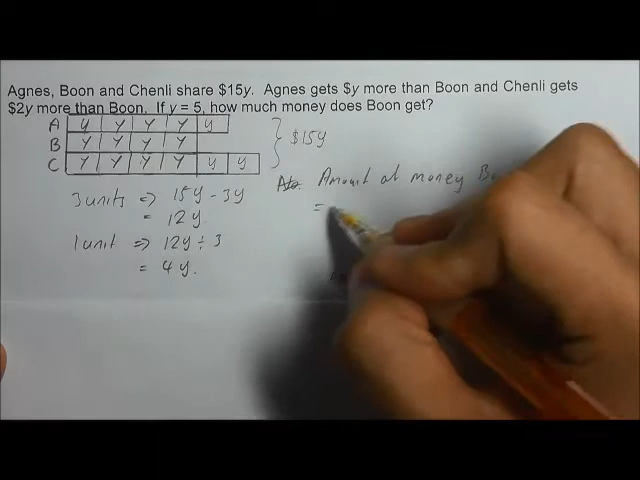 Agnes, Boon and Chenli share $15y. Agnes gets $y more than Boon and Chenli gets
$2y more than Boon. If y = 5, how much money does Boon get?
A y y y y y
B y y y y
C y y y y y y
$15y
3 units => 15y - 3y
= 12y
1 unit => 12y ÷ 3
= 4y.
Amount of money
=